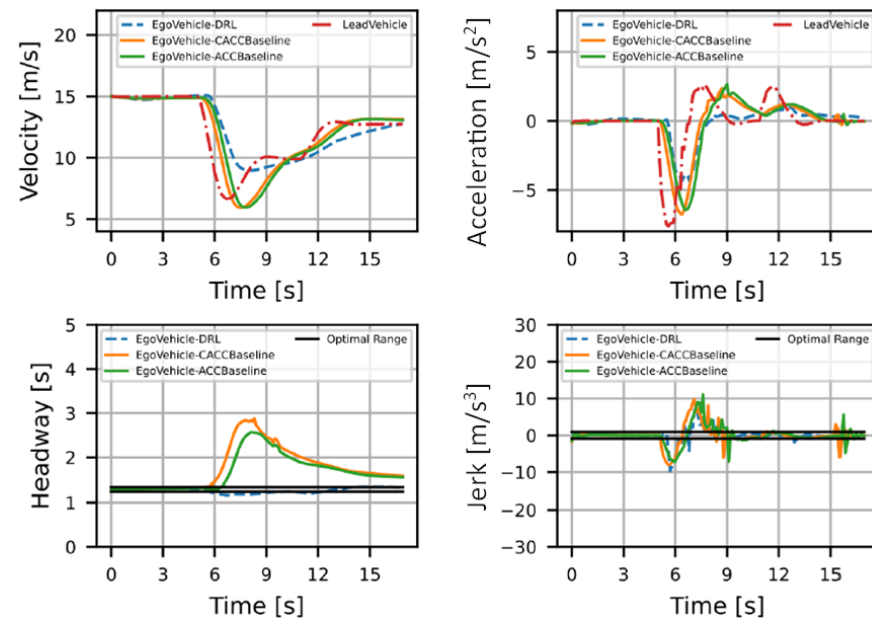 Velocity [m/s]
20
15
10
5
EgoVehicle-DRL
EgoVehicle-CACCBaseline
EgoVehicle-ACCBaseline
LeadVehicle
0 3 6 9 12 15
Time [s]
Acceleration [m/s²]
5
0
−5
EgoVehicle-DRL
EgoVehicle-CACCBaseline
EgoVehicle-ACCBaseline
LeadVehicle
0 3 6 9 12 15
Time [s]
Headway [s]
5
4
3
2
1
0
EgoVehicle-DRL
EgoVehicle-CACCBaseline
EgoVehicle-ACCBaseline
Optimal Range
0 3 6 9 12 15
Time [s]
Jerk [m/s³]
30
20
10
0
−10
−20
−30
EgoVehicle-DRL
EgoVehicle-CACCBaseline
EgoVehicle-ACCBaseline
Optimal Range
0 3 6 9 12 15
Time [s]